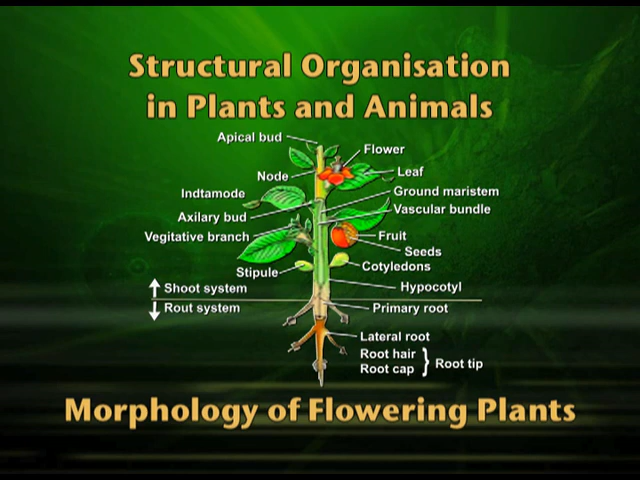 Structural Organisation
in Plants and Animals
Apical bud
Flower
Node
Leaf
Indtamode
Ground maristem
Axilary bud
Vascular bundle
Vegitative branch
Fruit
Seeds
Stipule
Cotyledons
Shoot system
Hypocotyl
Rout system
Primary root
Lateral root
Root hair
Root cap
Root tip
Morphology of Flowering Plants